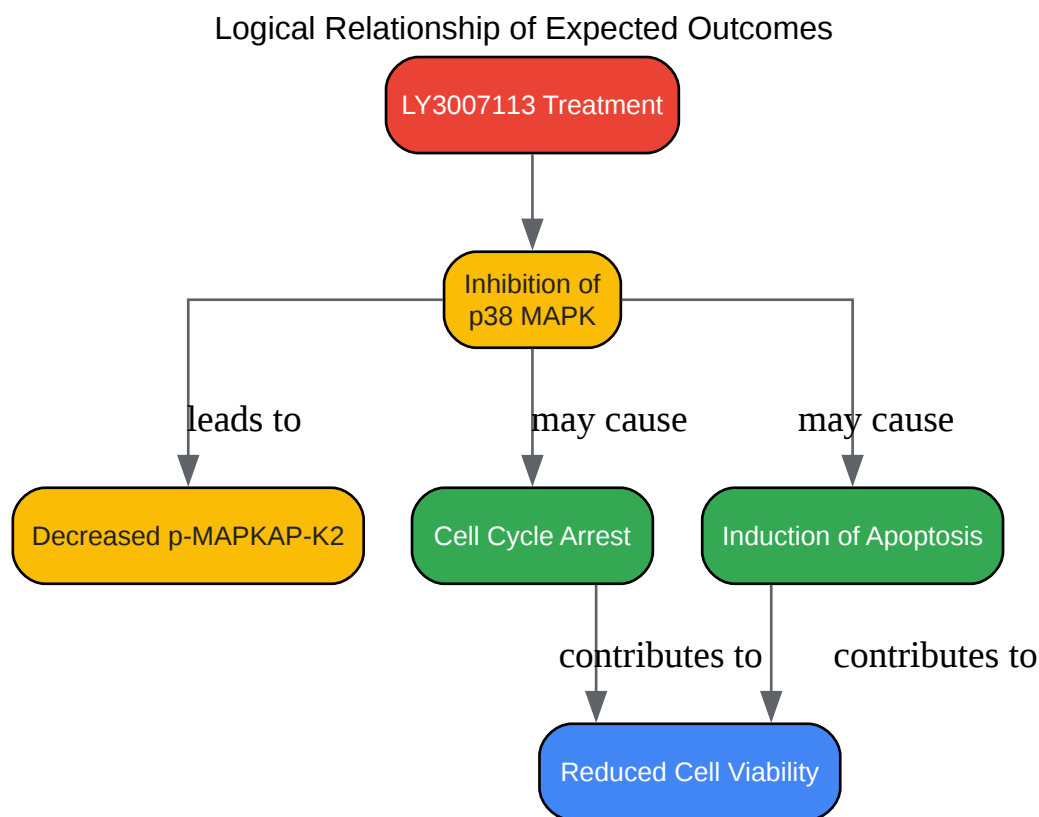 Logical Relationship of Expected Outcomes
LY3007113 Treatment
Inhibition of
p38 MAPK
leads to
may cause
may cause
Decreased p-MAPKAP-K2
Cell Cycle Arrest
Induction of Apoptosis
contributes to
contributes to
Reduced Cell Viability